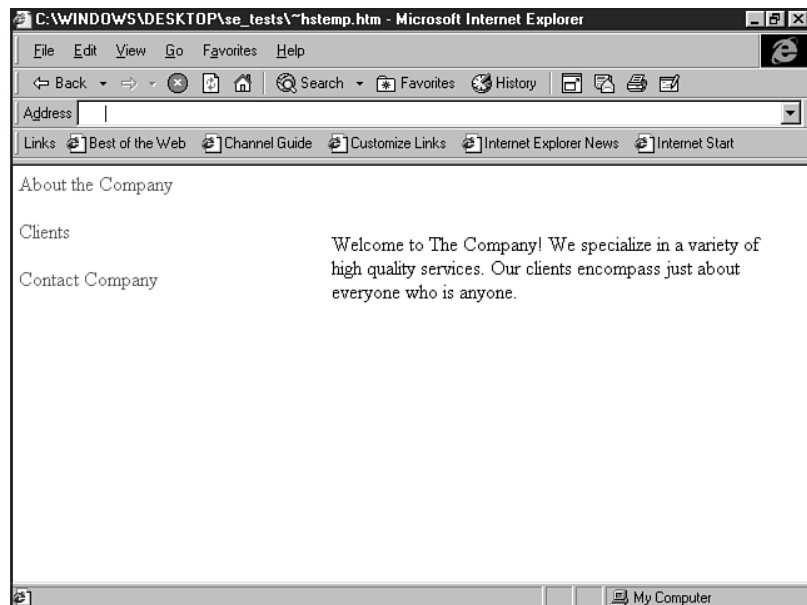 C:\WINDOWS\DESKTOP\se_tests\~hstemp.htm - Microsoft Internet Explorer
File Edit View Go Favorites Help
Back Search Favorites History
Address
Links Best of the Web Channel Guide Customize Links Internet Explorer News Internet Start
About the Company
Clients
Contact Company
Welcome to The Company! We specialize in a variety of
high quality services. Our clients encompass just about
everyone who is anyone.
My Computer